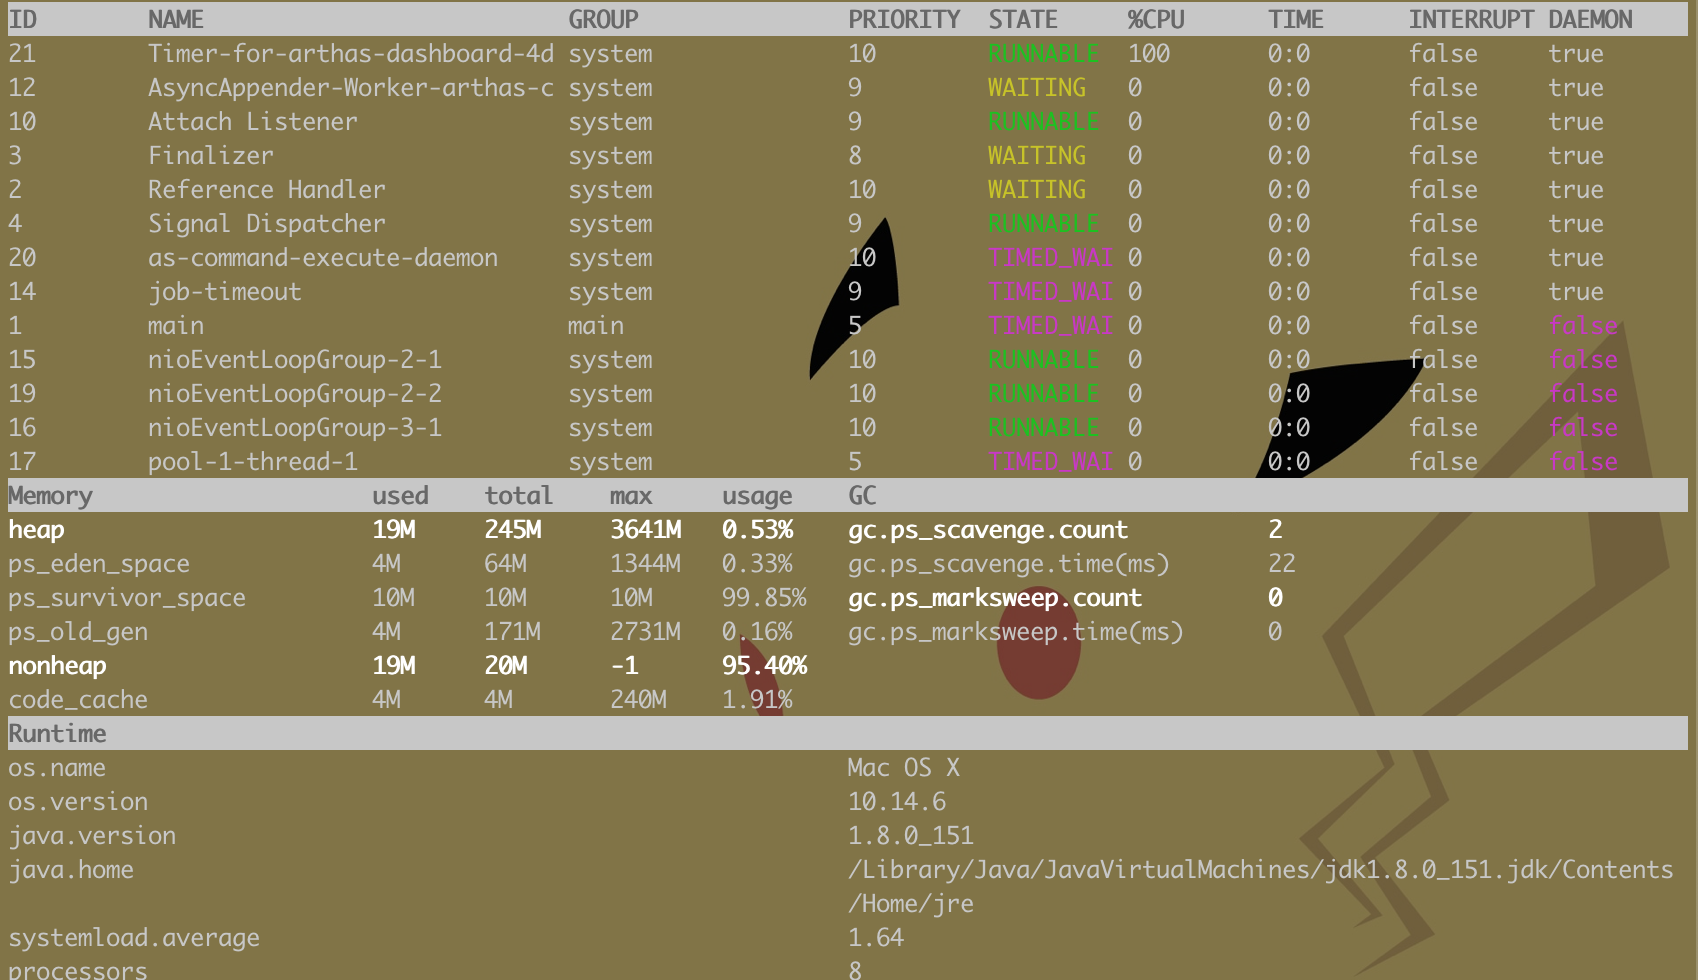 ID NAME GROUP PRIORITY STATE %CPU TIME INTERRUPT DAEMON
21 Timer-for-arthas-dashboard-4d system 10 RUNNABLE 100 0:0 false true
12 AsyncAppender-Worker-arthas-c system 9 WAITING 0 0:0 false true
10 Attach Listener system 9 RUNNABLE 0 0:0 false true
3 Finalizer system 8 WAITING 0 0:0 false true
2 Reference Handler system 10 WAITING 0 0:0 false true
4 Signal Dispatcher system 9 RUNNABLE 0 0:0 false true
20 as-command-execute-daemon system 10 TIMED_WAI 0 0:0 false true
14 job-timeout system 9 TIMED_WAI 0 0:0 false true
1 main main 5 TIMED_WAI 0 0:0 false false
15 nioEventLoopGroup-2-1 system 10 RUNNABLE 0 0:0 false false
19 nioEventLoopGroup-2-2 system 10 RUNNABLE 0 0:0 false false
16 nioEventLoopGroup-3-1 system 10 RUNNABLE 0 0:0 false false
17 pool-1-thread-1 system 5 TIMED_WAI 0 0:0 false false
Memory used total max usage GC
heap 19M 245M 3641M 0.53% gc.ps_scavenge.count 2
ps_eden_space 4M 64M 1344M 0.33% gc.ps_scavenge.time(ms) 22
ps_survivor_space 10M 10M 10M 99.85% gc.ps_marksweep.count 0
ps_old_gen 4M 171M 2731M 0.16% gc.ps_marksweep.time(ms) 0
nonheap 19M 20M -1 95.40%
code_cache 4M 4M 240M 1.91%
Runtime
os.name Mac OS X
os.version 10.14.6
java.version 1.8.0_151
java.home /Library/Java/JavaVirtualMachines/jdk1.8.0_151.jdk/Contents
/Home/jre
systemload.average 1.64
processors 8